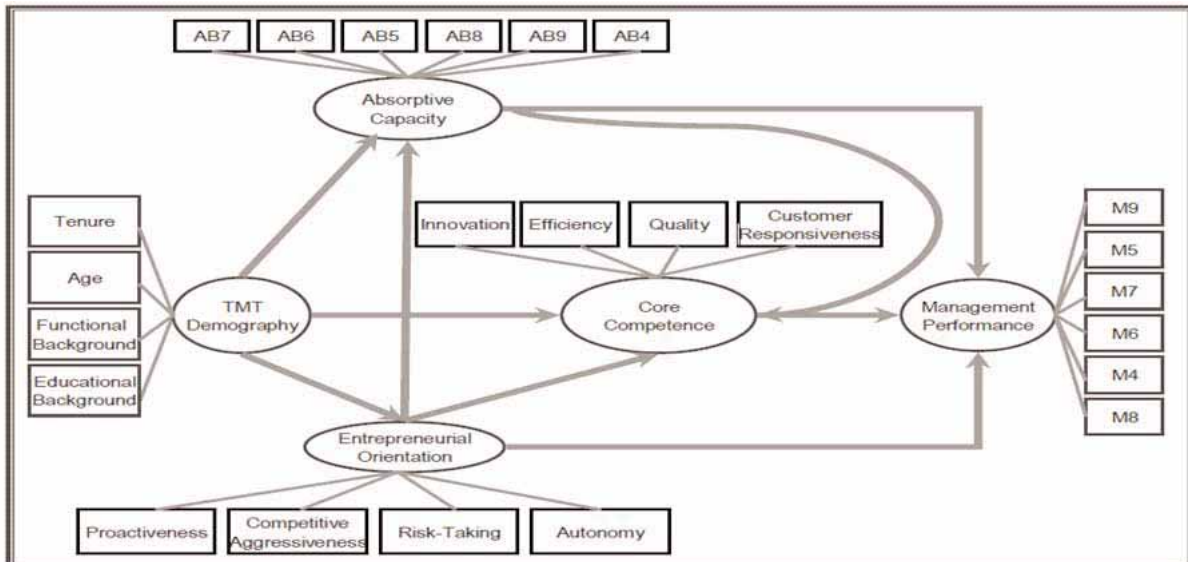 AB7
AB6
AB5
AB8
AB9
AB4
Absorptive
Capacity
Tenure
Age
Functional
Background
Educational
Background
TMT
Demography
Innovation
Efficiency
Quality
Customer
Responsiveness
Core
Competence
Management
Performance
M9
M5
M7
M6
M4
M8
Entrepreneurial
Orientation
Proactiveness
Competitive
Aggressiveness
Risk-Taking
Autonomy